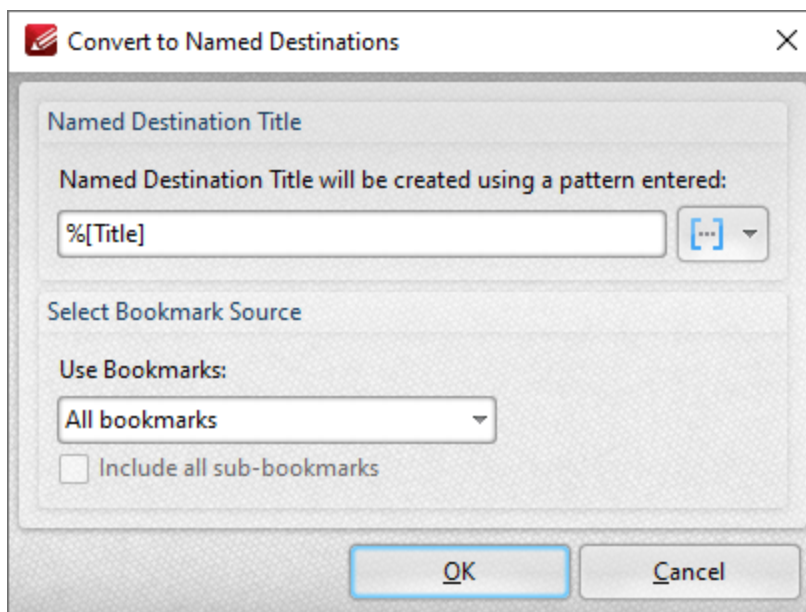 Convert to Named Destinations
Named Destination Title
Named Destination Title will be created using a pattern entered:
%[Title]
Select Bookmark Source
Use Bookmarks:
All bookmarks
Include all sub-bookmarks
OK Cancel